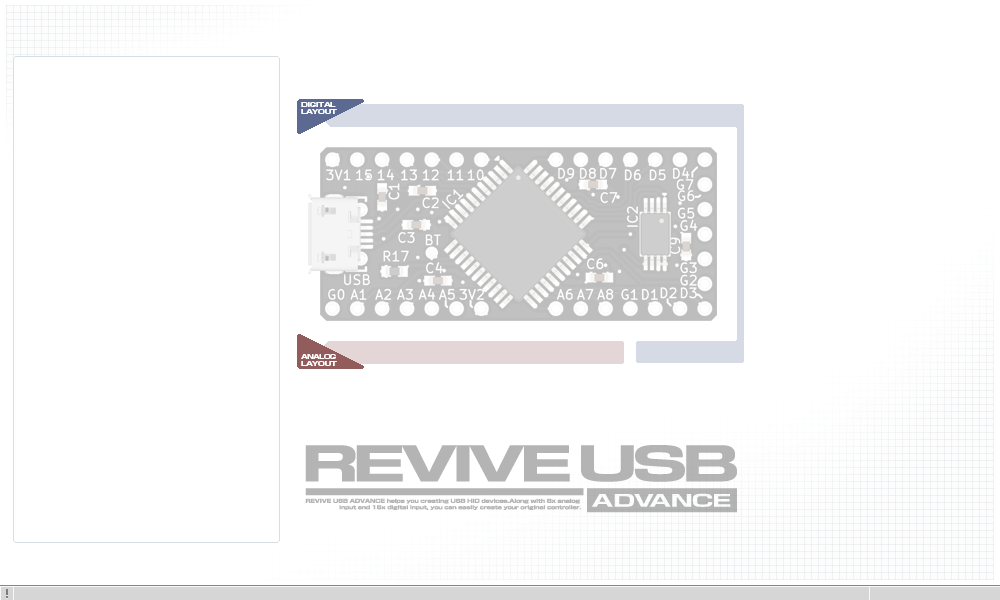 DIGITAL
LAYOUT
3V1 15 14 13 12 11 10 D9 D8 D7 D6 D5 D4
C1 C2 IC1 C7 G7
G6
IC2 G5
G4
C3 BT C9
R17 C4 C6 G3
USB G2
G0 A1 A2 A3 A4 A5 3V2 A6 A7 A8 G1 D1 D2 D3
ANALOG
LAYOUT
REVIVE USB
REVIVE USB ADVANCE helps you creating USB HID devices.Along with 8x analog
input and 15x digital input, you can easily create your original controller.
ADVANCE
!